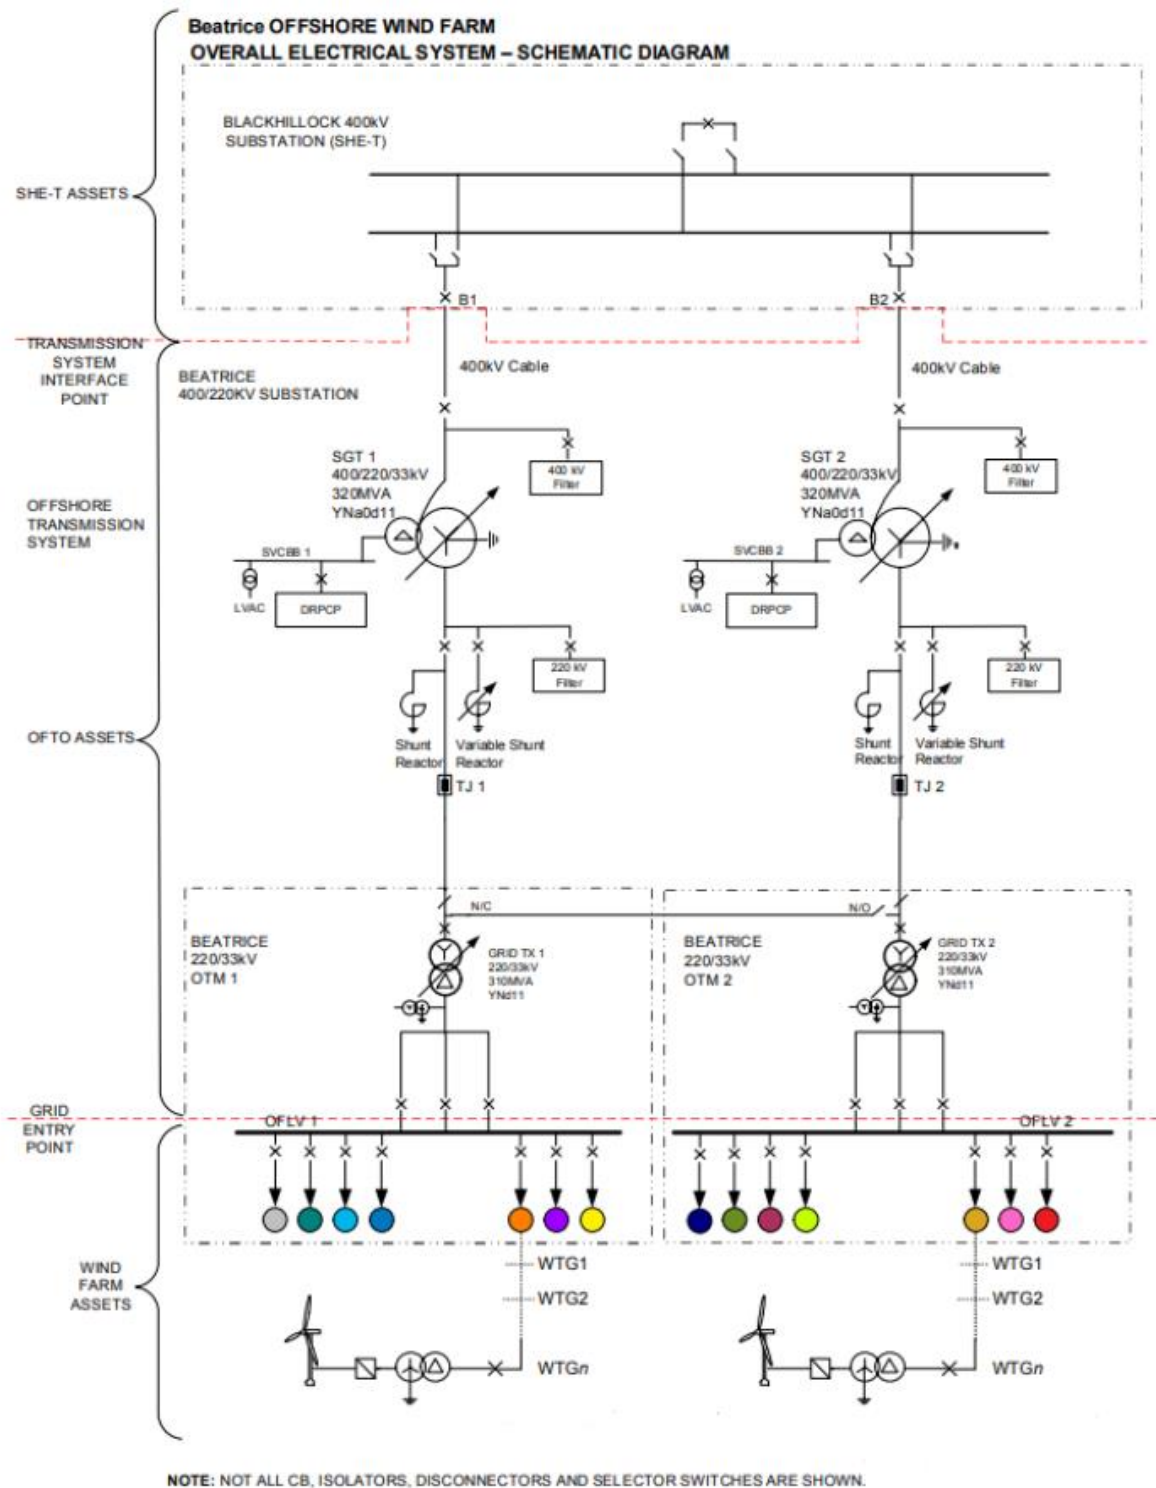 Beatrice OFFSHORE WIND FARM
OVERALL ELECTRICAL SYSTEM – SCHEMATIC DIAGRAM
BLACKHILLOCK 400kV
SUBSTATION (SHE-T)
SHE-T ASSETS
B1
B2
TRANSMISSION
SYSTEM
INTERFACE
POINT
BEATRICE
400/220KV SUBSTATION
400kV Cable
400kV Cable
SGT 1
400/220/33kV
320MVA
YNa0d11
400 kV
Filter
SGT 2
400/220/33kV
320MVA
YNa0d11
400 kV
Filter
OFFSHORE
TRANSMISSION
SYSTEM
SVCBB 1
LVAC
DRPCP
SVCBB 2
LVAC
DRPCP
220 kV
Filter
220 kV
Filter
OFTO ASSETS
Shunt
Reactor
Variable Shunt
Reactor
Shunt
Reactor
Variable Shunt
Reactor
TJ 1
TJ 2
N/C
N/O
BEATRICE
220/33kV
OTM 1
GRID TX 1
220/33kV
310MVA
YNd11
BEATRICE
220/33kV
OTM 2
GRID TX 2
220/33kV
310MVA
YNd11
GRID
ENTRY
POINT
OFLV 1
OFLV 2
WIND
FARM
ASSETS
WTG1
WTG2
WTGn
WTG1
WTG2
WTGn
NOTE: NOT ALL CB, ISOLATORS, DISCONNECTORS AND SELECTOR SWITCHES ARE SHOWN.